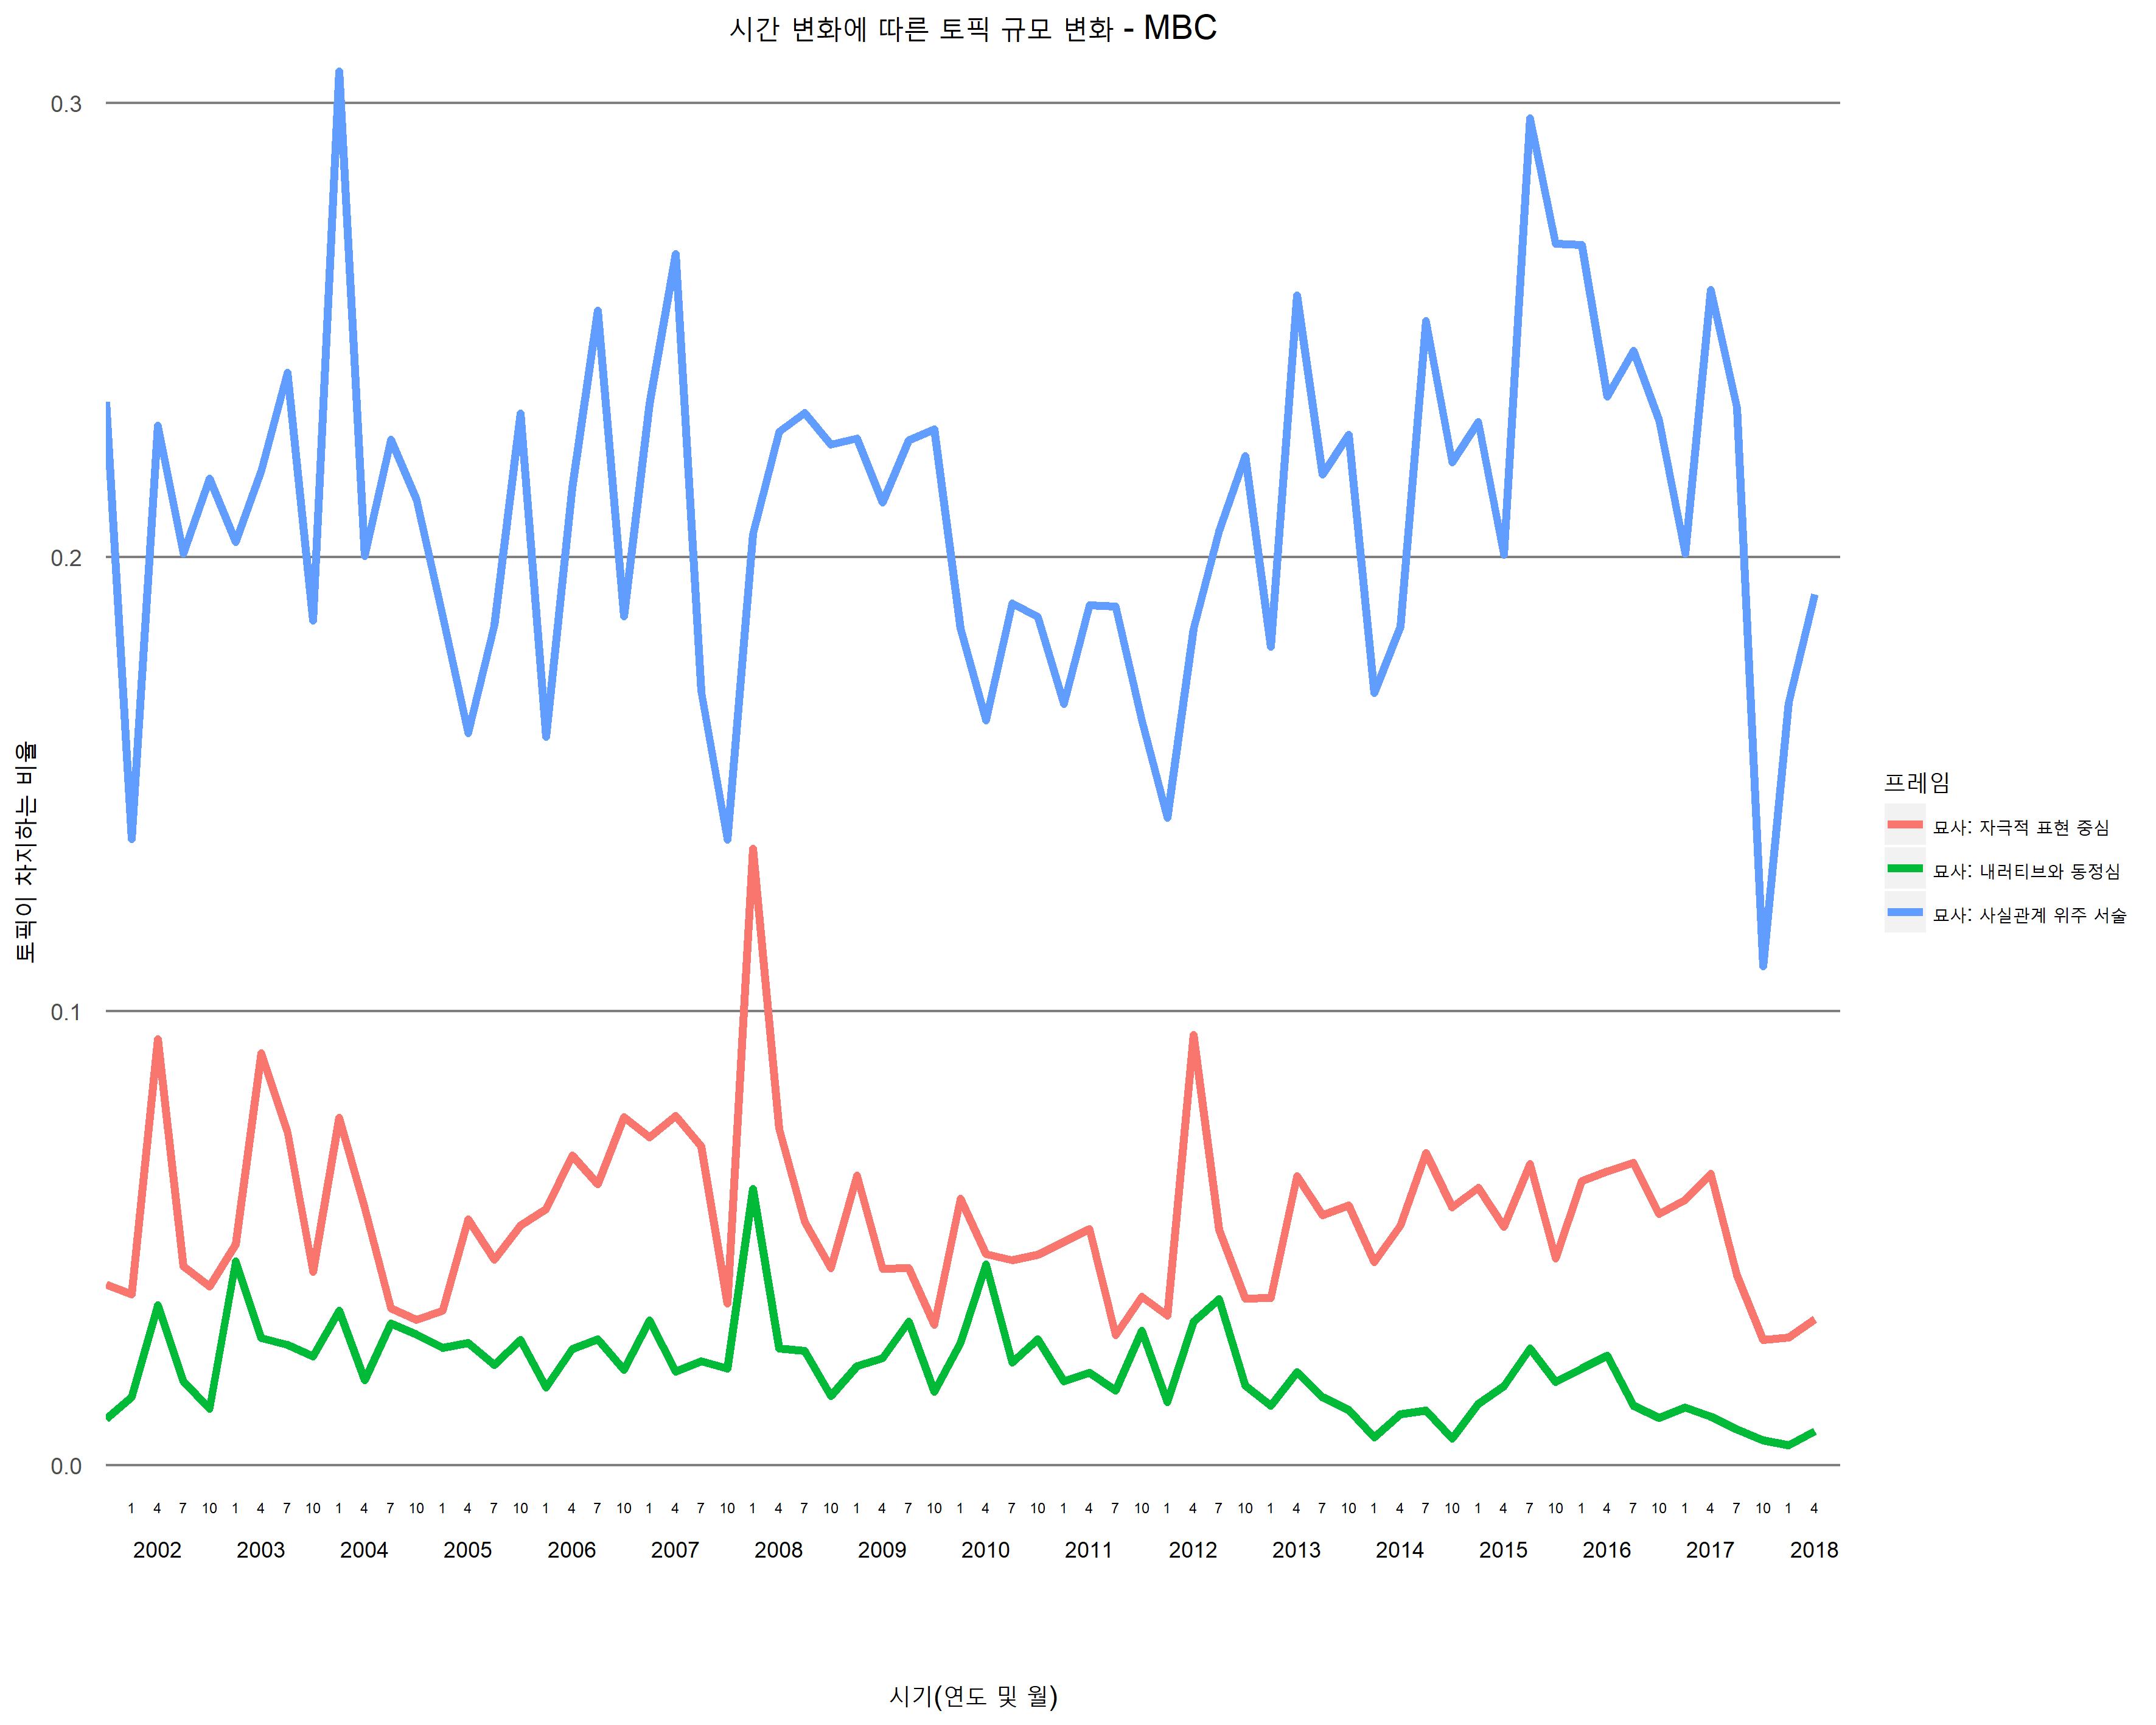 시간 변화에 따른 토픽 규모 변화 - MBC
토픽이 차지하는 비율
0.3
0.2
0.1
0.0
1 4 7 10 1 4 7 10 1 4 7 10 1 4 7 10 1 4 7 10 1 4 7 10 1 4 7 10 1 4 7 10 1 4 7 10 1 4 7 10 1 4 7 10 1 4 7 10 1 4 7 10 1 4 7 10 1 4 7 10 1 4 7 10 1 4
2002 2003 2004 2005 2006 2007 2008 2009 2010 2011 2012 2013 2014 2015 2016 2017 2018
시기(연도 및 월)
프레임
묘사: 자극적 표현 중심
묘사: 내러티브와 동정심
묘사: 사실관계 위주 서술